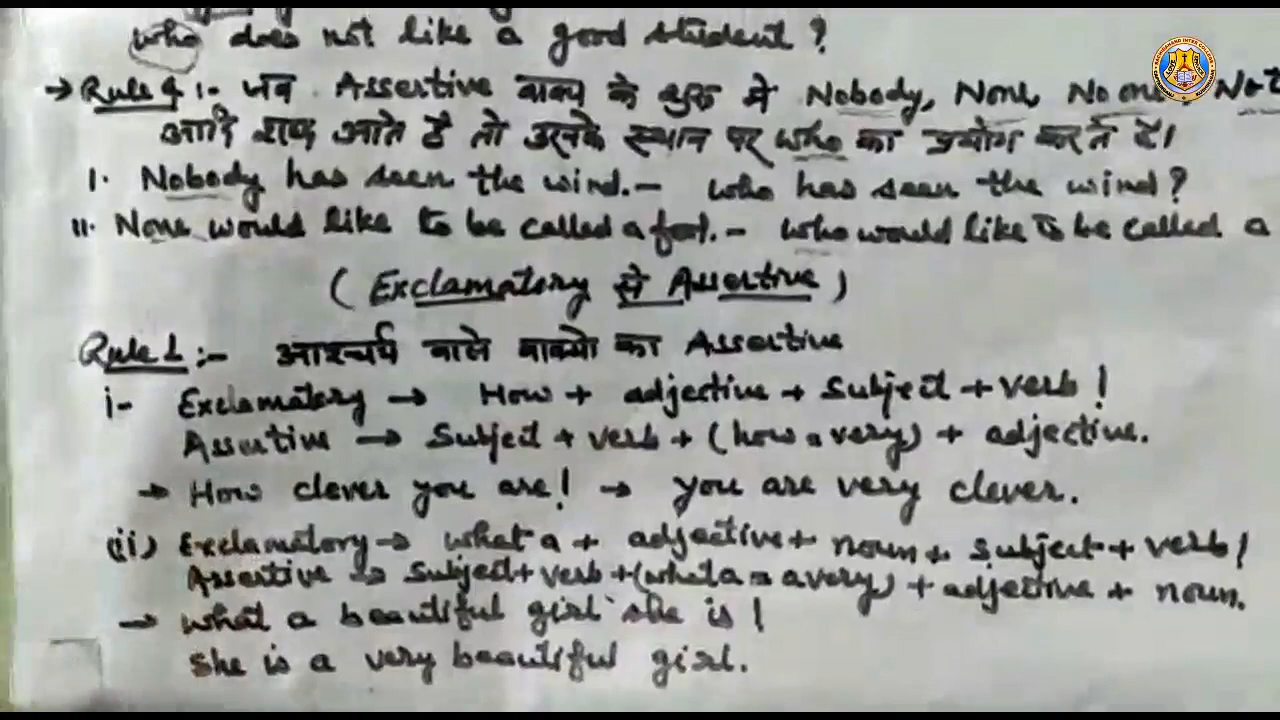 who does not like a good student?
→ Rule 4 :- जब Assertive वाक्य के शुरु मे Nobody, None, No one, Not
आदि शब्द आते है तो उनके स्थान पर who का प्रयोग करते है।
I. Nobody has seen the wind. - who has seen the wind?
II. None would like to be called a fool. - who would like to be called a
(Exclamatory से Assertive)
Rule 1 :- आश्चर्य वाले वाक्यो का Assertive
i- Exclamatory → How + adjective + Subject + verb!
Assertive → Subject + verb + (how = very) + adjective.
→ How clever you are! → you are very clever.
(ii) Exclamatory → what a + adjective + noun + subject + verb!
Assertive → Subject + verb + (what a = a very) + adjective + noun.
→ what a beautiful girl she is!
She is a very beautiful girl.